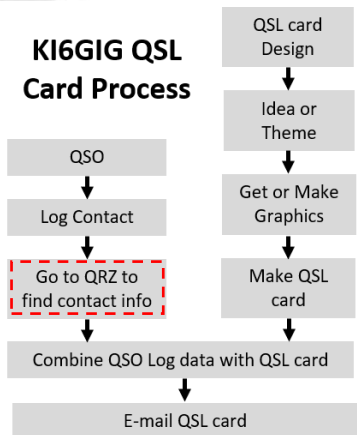 KI6GIG QSL
Card Process
QSL card
Design
Idea or
Theme
QSO
Get or Make
Graphics
Log Contact
Go to QRZ to
find contact info
Make QSL
card
Combine QSO Log data with QSL card
E-mail QSL card